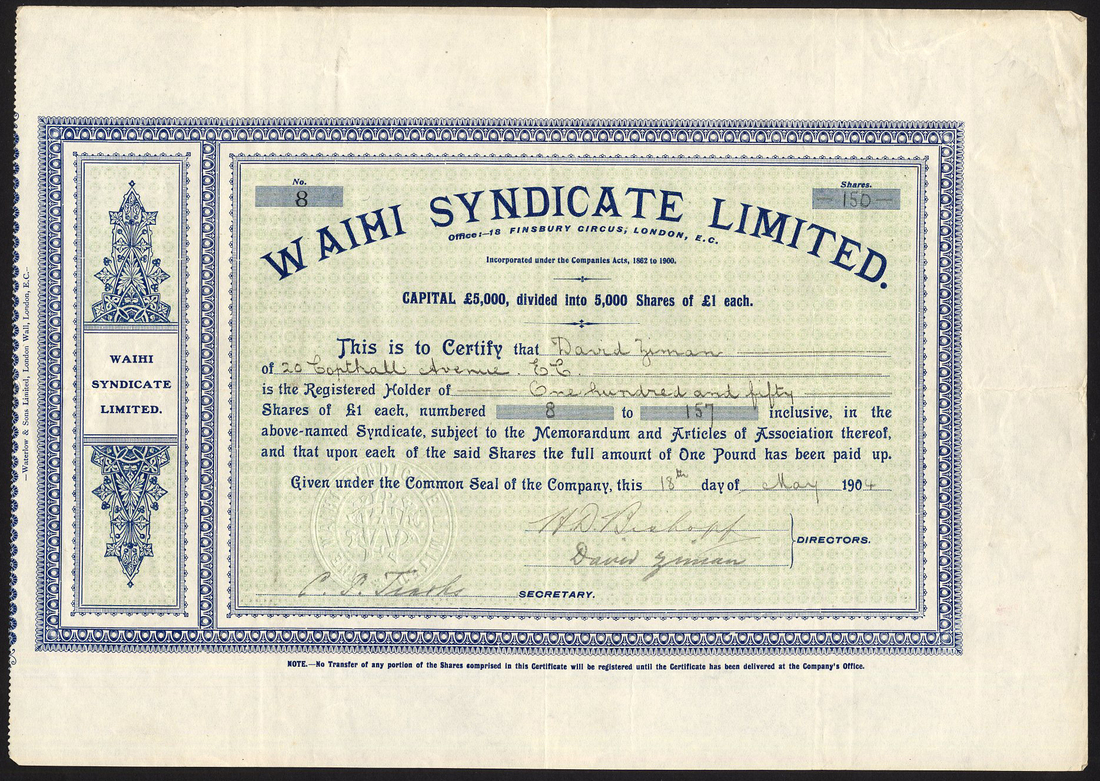 No.
8
Shares.
—150—
WAIHI SYNDICATE LIMITED.
Office:—18 FINSBURY CIRCUS, LONDON, E.C.
Incorporated under the Companies Acts, 1862 to 1900.
CAPITAL £5,000, divided into 5,000 Shares of £1 each.
This is to Certify that David Ziman
of 20 Copthall Avenue E.C.
is the Registered Holder of One hundred and fifty
Shares of £1 each, numbered 8 to 157 inclusive, in the
above-named Syndicate, subject to the Memorandum and Articles of Association thereof,
and that upon each of the said Shares the full amount of One Pound has been paid up.
Given under the Common Seal of the Company, this 18th day of May 1904
H.D. Boshopf
David Ziman
DIRECTORS.
SECRETARY.
NOTE.—No Transfer of any portion of the Shares comprised in this Certificate will be registered until the Certificate has been delivered at the Company's Office.
WAIHI
SYNDICATE
LIMITED.
—Waterlow & Sons Limited, London Wall, London, E.C.